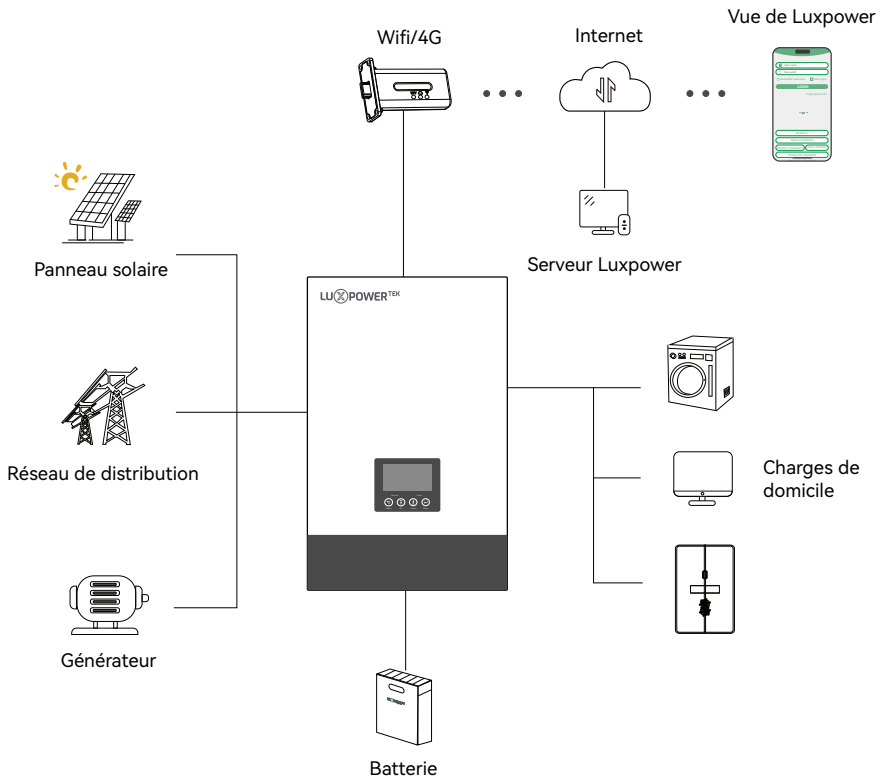 Vue de Luxpower
Wifi/4G
Internet
Serveur Luxpower
Panneau solaire
LUXPOWERTEK
Réseau de distribution
Charges de
domicile
Générateur
Batterie